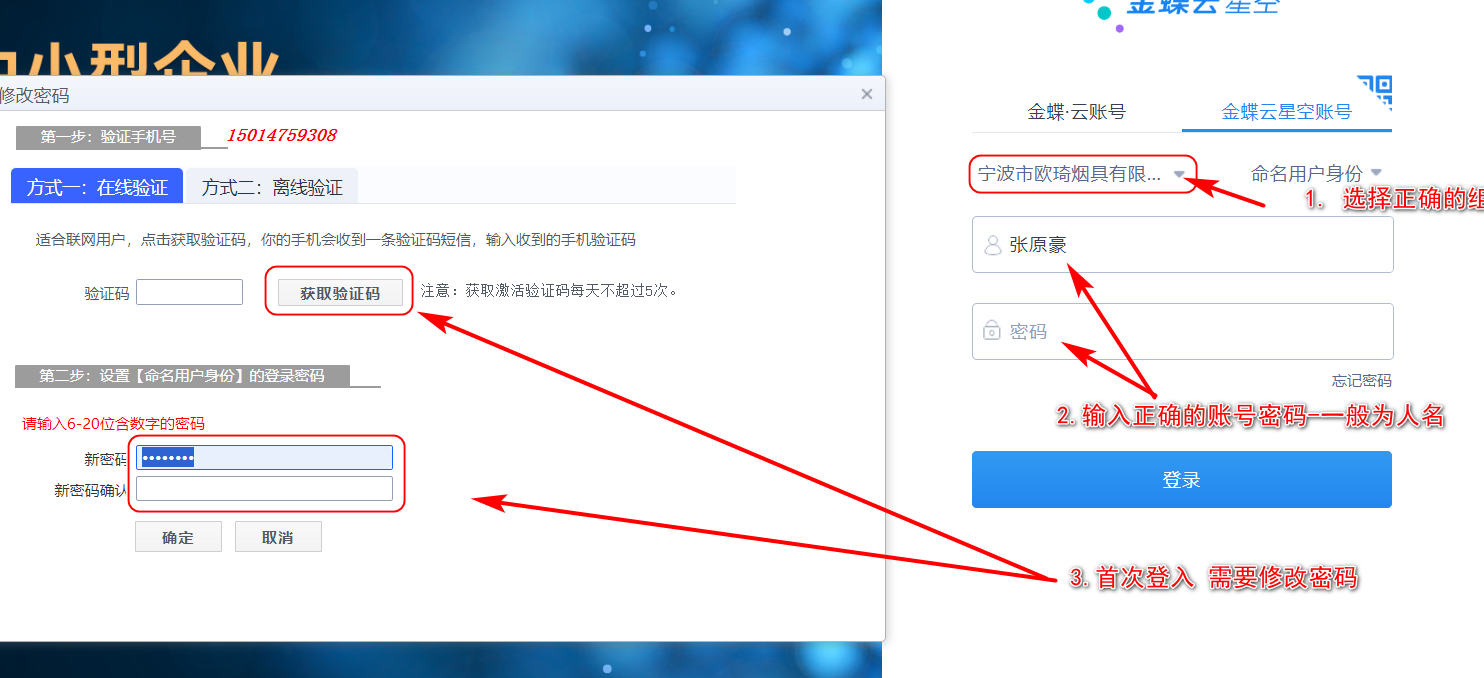 小型企业
修改密码
第一步：验证手机号
15014759308
方式一：在线验证
方式二：离线验证
适合联网用户，点击获取验证码，你的手机会收到一条验证码短信，输入收到的手机验证码
验证码
获取验证码
注意：获取激活验证码每天不超过5次。
第二步：设置【命名用户身份】的登录密码
请输入6-20位含数字的密码
新密码
新密码确认
确定
取消
金蝶云星空
金蝶·云账号
金蝶云星空账号
宁波市欧琦烟具有限...
命名用户身份
1. 选择正确的组
张原豪
密码
忘记密码
2.输入正确的账号密码-一般为人名
登录
3.首次登入 需要修改密码